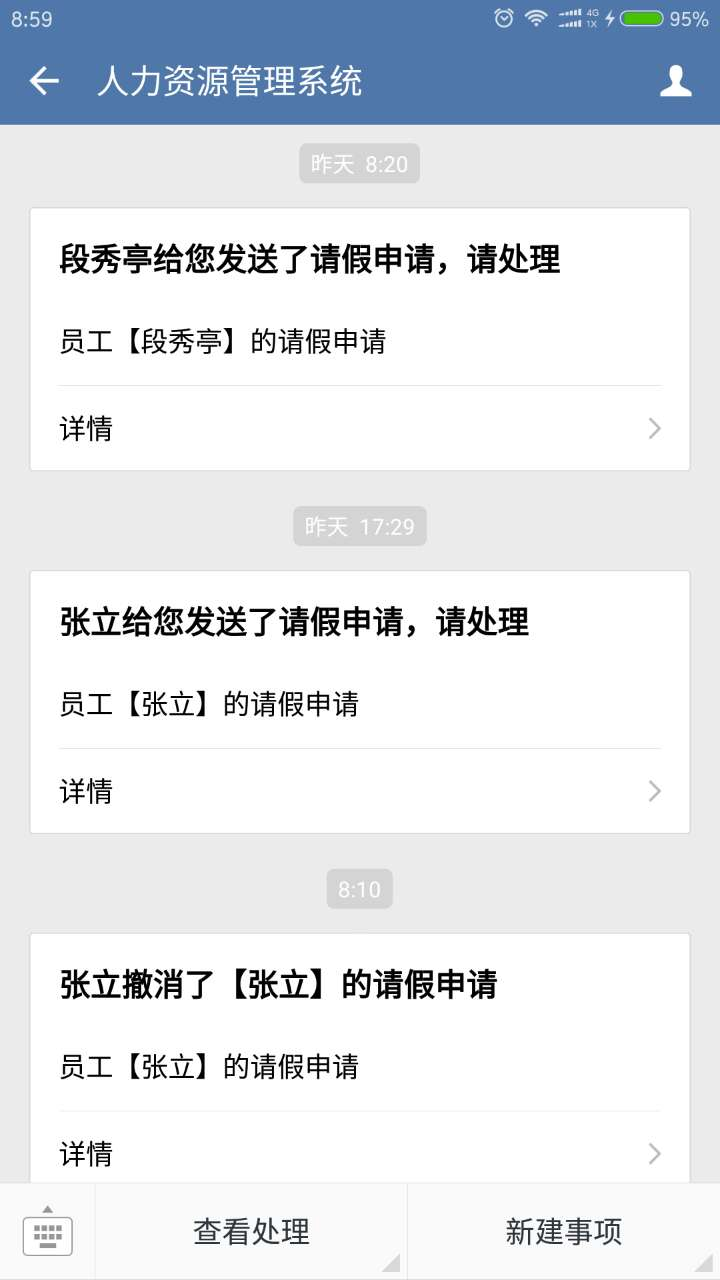 8:59
4G
1X
95%
人力资源管理系统
昨天 8:20
段秀亭给您发送了请假申请，请处理
员工【段秀亭】的请假申请
详情
昨天 17:29
张立给您发送了请假申请，请处理
员工【张立】的请假申请
详情
8:10
张立撤消了【张立】的请假申请
员工【张立】的请假申请
详情
查看处理
新建事项